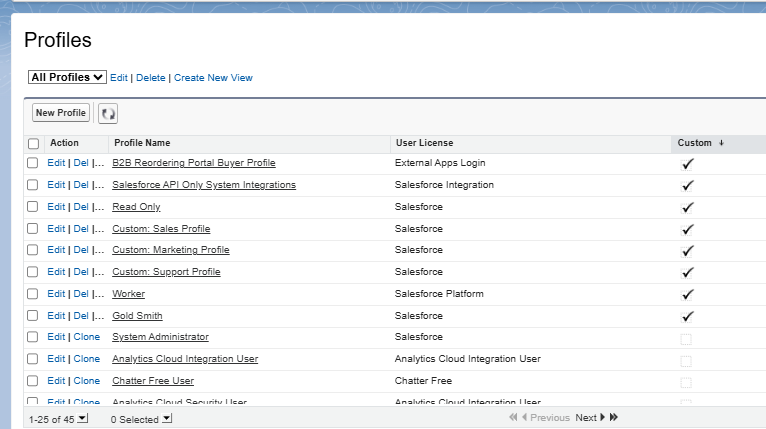 Profiles
All Profiles Edit | Delete | Create New View
New Profile
Action Profile Name User License Custom
Edit | Del |... B2B Reordering Portal Buyer Profile External Apps Login
Edit | Del |... Salesforce API Only System Integrations Salesforce Integration
Edit | Del |... Read Only Salesforce
Edit | Del |... Custom: Sales Profile Salesforce
Edit | Del |... Custom: Marketing Profile Salesforce
Edit | Del |... Custom: Support Profile Salesforce
Edit | Del |... Worker Salesforce Platform
Edit | Del |... Gold Smith Salesforce
Edit | Clone System Administrator Salesforce
Edit | Clone Analytics Cloud Integration User Analytics Cloud Integration User
Edit | Clone Chatter Free User Chatter Free
Edit | Clone Analytics Cloud Security User Analytics Cloud Integration User
1-25 of 45 0 Selected Previous Next